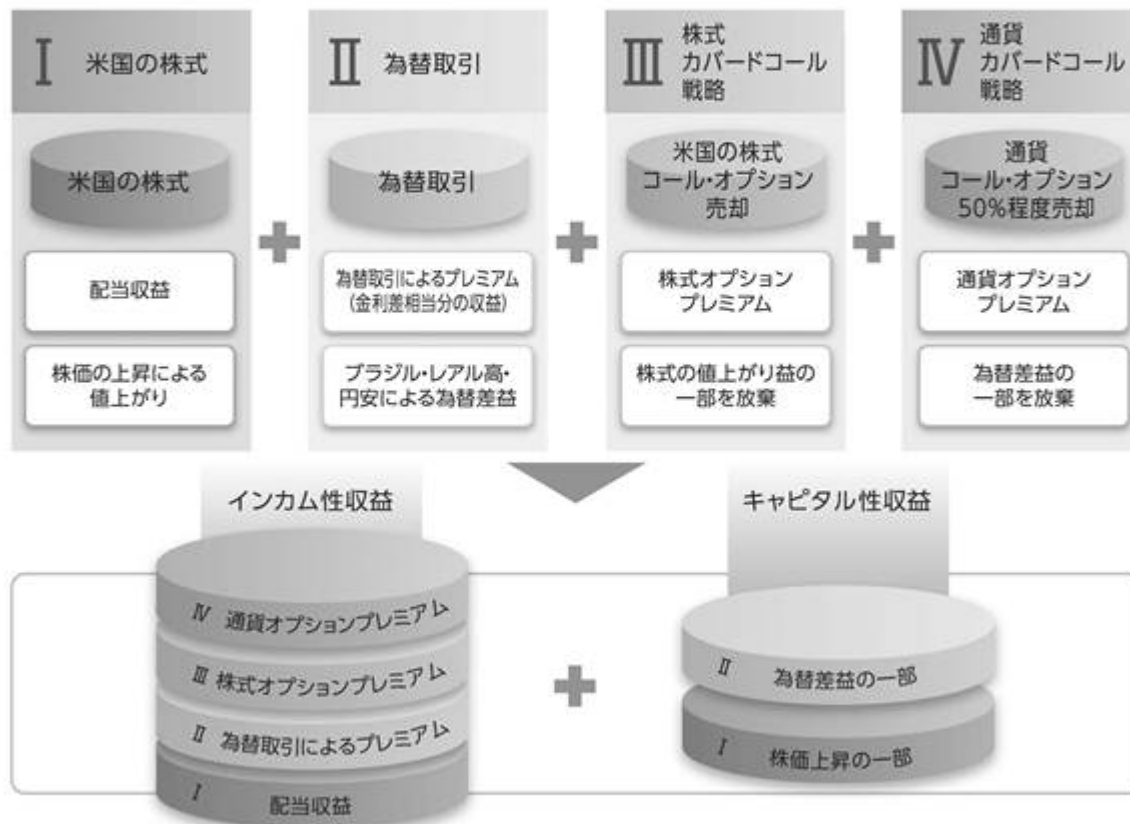 Ⅰ 米国の株式
Ⅱ 為替取引
Ⅲ 株式
カバードコール
戦略
Ⅳ 通貨
カバードコール
戦略
米国の株式
為替取引
米国の株式
コール・オプション
売却
通貨
コール・オプション
50%程度売却
配当収益
為替取引によるプレミアム
(金利差相当分の収益)
株式オプション
プレミアム
通貨オプション
プレミアム
株価の上昇による
値上がり
ブラジル・レアル高・
円安による為替差益
株式の値上がり益の
一部を放棄
為替差益の
一部を放棄
インカム性収益
キャピタル性収益
Ⅳ 通貨オプションプレミアム
Ⅲ 株式オプションプレミアム
Ⅱ 為替取引によるプレミアム
Ⅰ 配当収益
Ⅱ 為替差益の一部
Ⅰ 株価上昇の一部